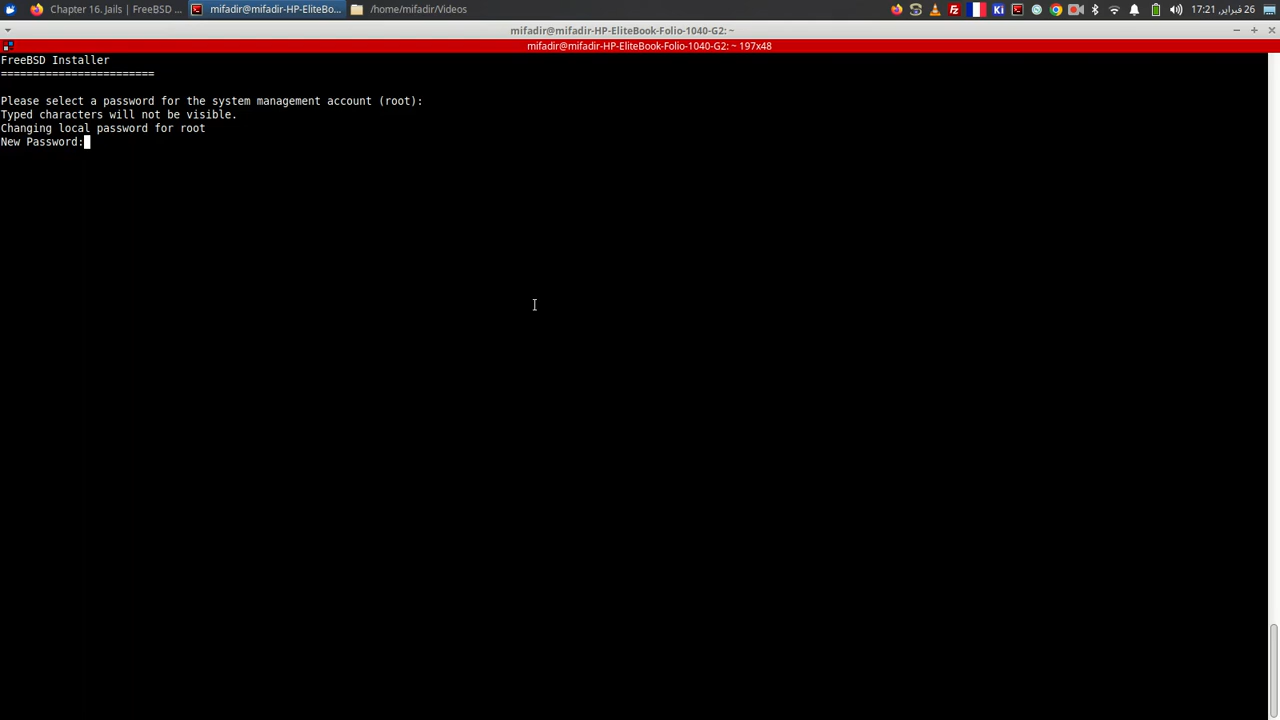 Chapter 16. Jails | FreeBSD ...
mifadir@mifadir-HP-EliteBo...
/home/mifadir/Videos
Ki
17:21 ,26 فبراير
mifadir@mifadir-HP-EliteBook-Folio-1040-G2: ~
mifadir@mifadir-HP-EliteBook-Folio-1040-G2: ~ 197x48
FreeBSD Installer
========================
Please select a password for the system management account (root):
Typed characters will not be visible.
Changing local password for root
New Password: